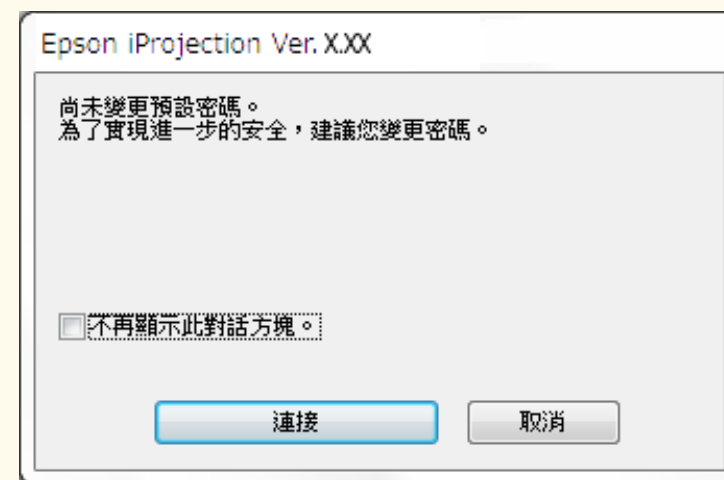 Epson iProjection Ver. X.XX
尚未變更預設密碼。
為了實現進一步的安全，建議您變更密碼。
不再顯示此對話方塊。
連接
取消